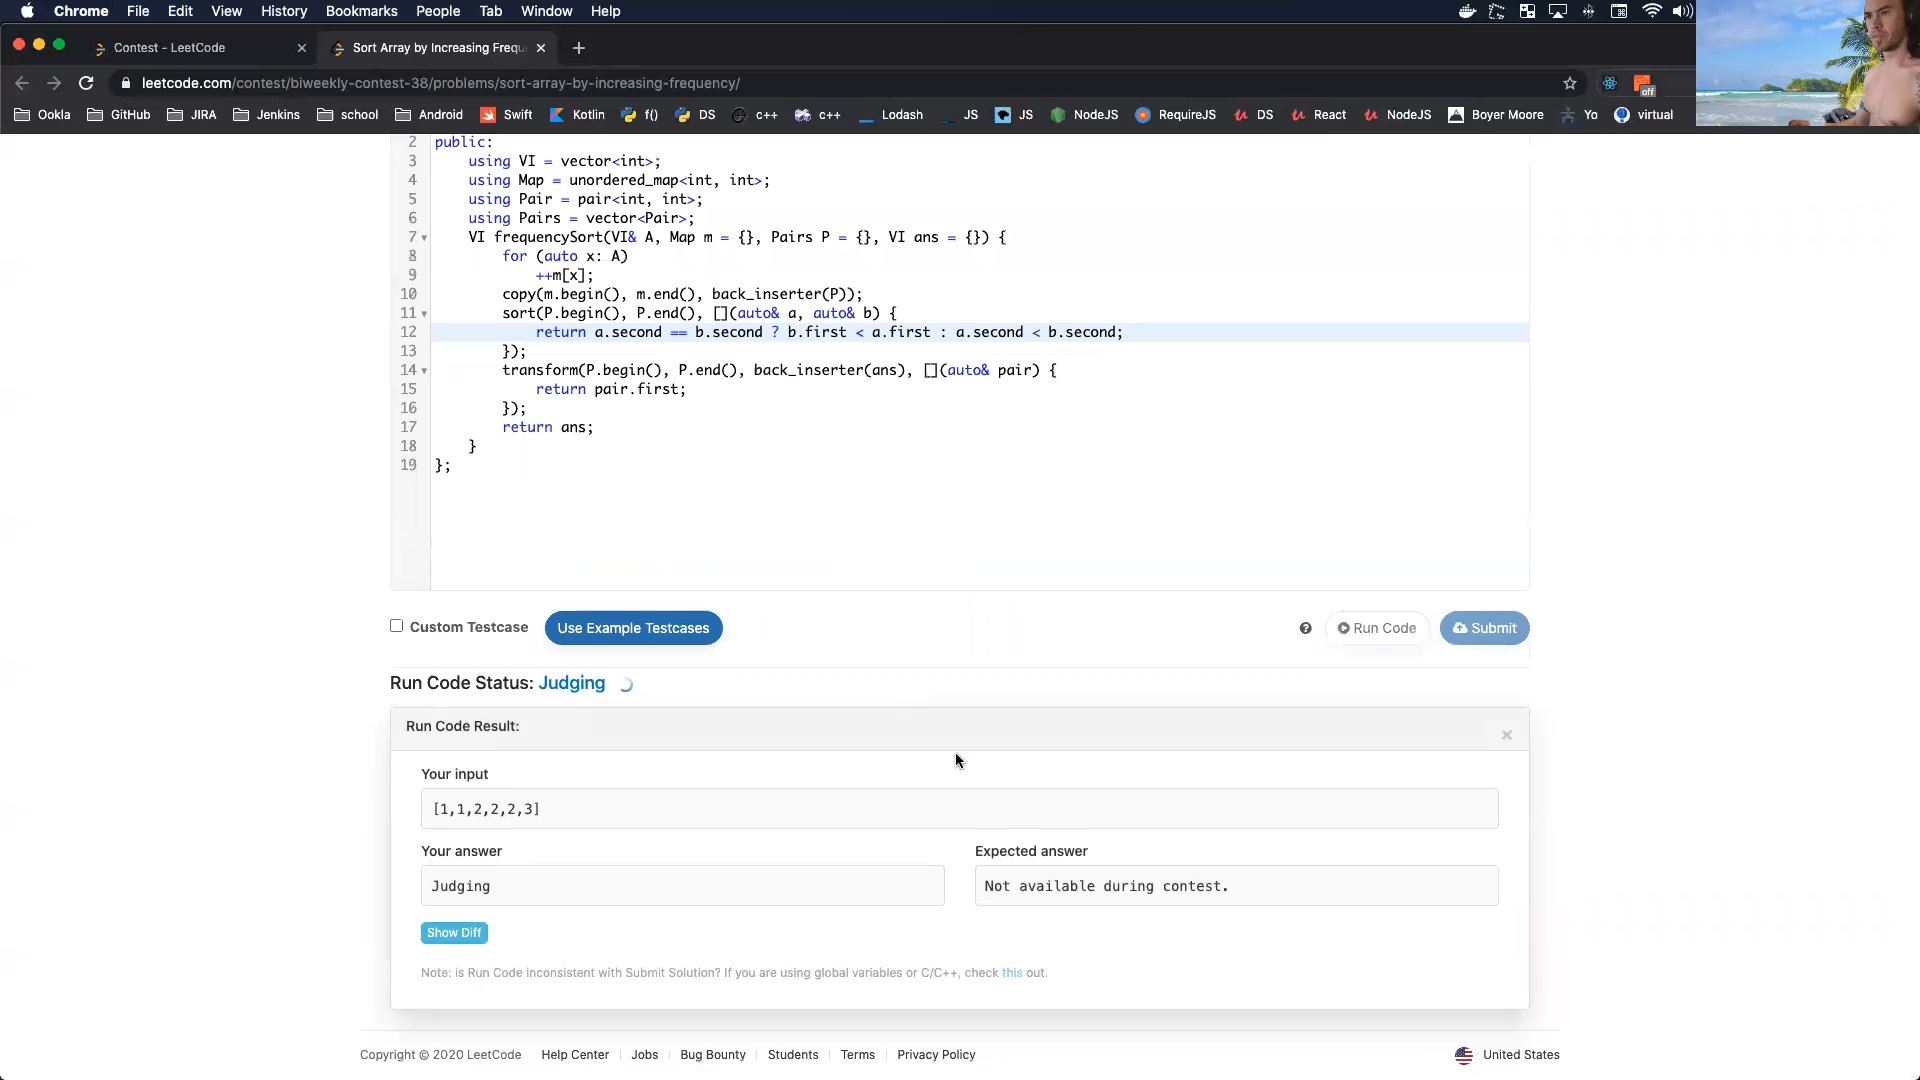 Chrome File Edit View History Bookmarks People Tab Window Help
Contest - LeetCode
Sort Array by Increasing Frequ
leetcode.com/contest/biweekly-contest-38/problems/sort-array-by-increasing-frequency/
off
Ookla GitHub JIRA Jenkins school Android Swift Kotlin f() DS c++ c++ Lodash JS JS NodeJS RequireJS DS React NodeJS Boyer Moore Yo virtual
2 public:
3 using VI = vector<int>;
4 using Map = unordered_map<int, int>;
5 using Pair = pair<int, int>;
6 using Pairs = vector<Pair>;
7 VI frequencySort(VI& A, Map m = {}, Pairs P = {}, VI ans = {}) {
8 for (auto x: A)
9 ++m[x];
10 copy(m.begin(), m.end(), back_inserter(P));
11 sort(P.begin(), P.end(), [](auto& a, auto& b) {
12 return a.second == b.second ? b.first < a.first : a.second < b.second;
13 });
14 transform(P.begin(), P.end(), back_inserter(ans), [](auto& pair) {
15 return pair.first;
16 });
17 return ans;
18 }
19 };
Custom Testcase Use Example Testcases ? Run Code Submit
Run Code Status: Judging
Run Code Result:
Your input
[1,1,2,2,2,3]
Your answer Expected answer
Judging Not available during contest.
Show Diff
Note: is Run Code inconsistent with Submit Solution? If you are using global variables or C/C++, check this out.
Copyright © 2020 LeetCode Help Center Jobs Bug Bounty Students Terms Privacy Policy United States